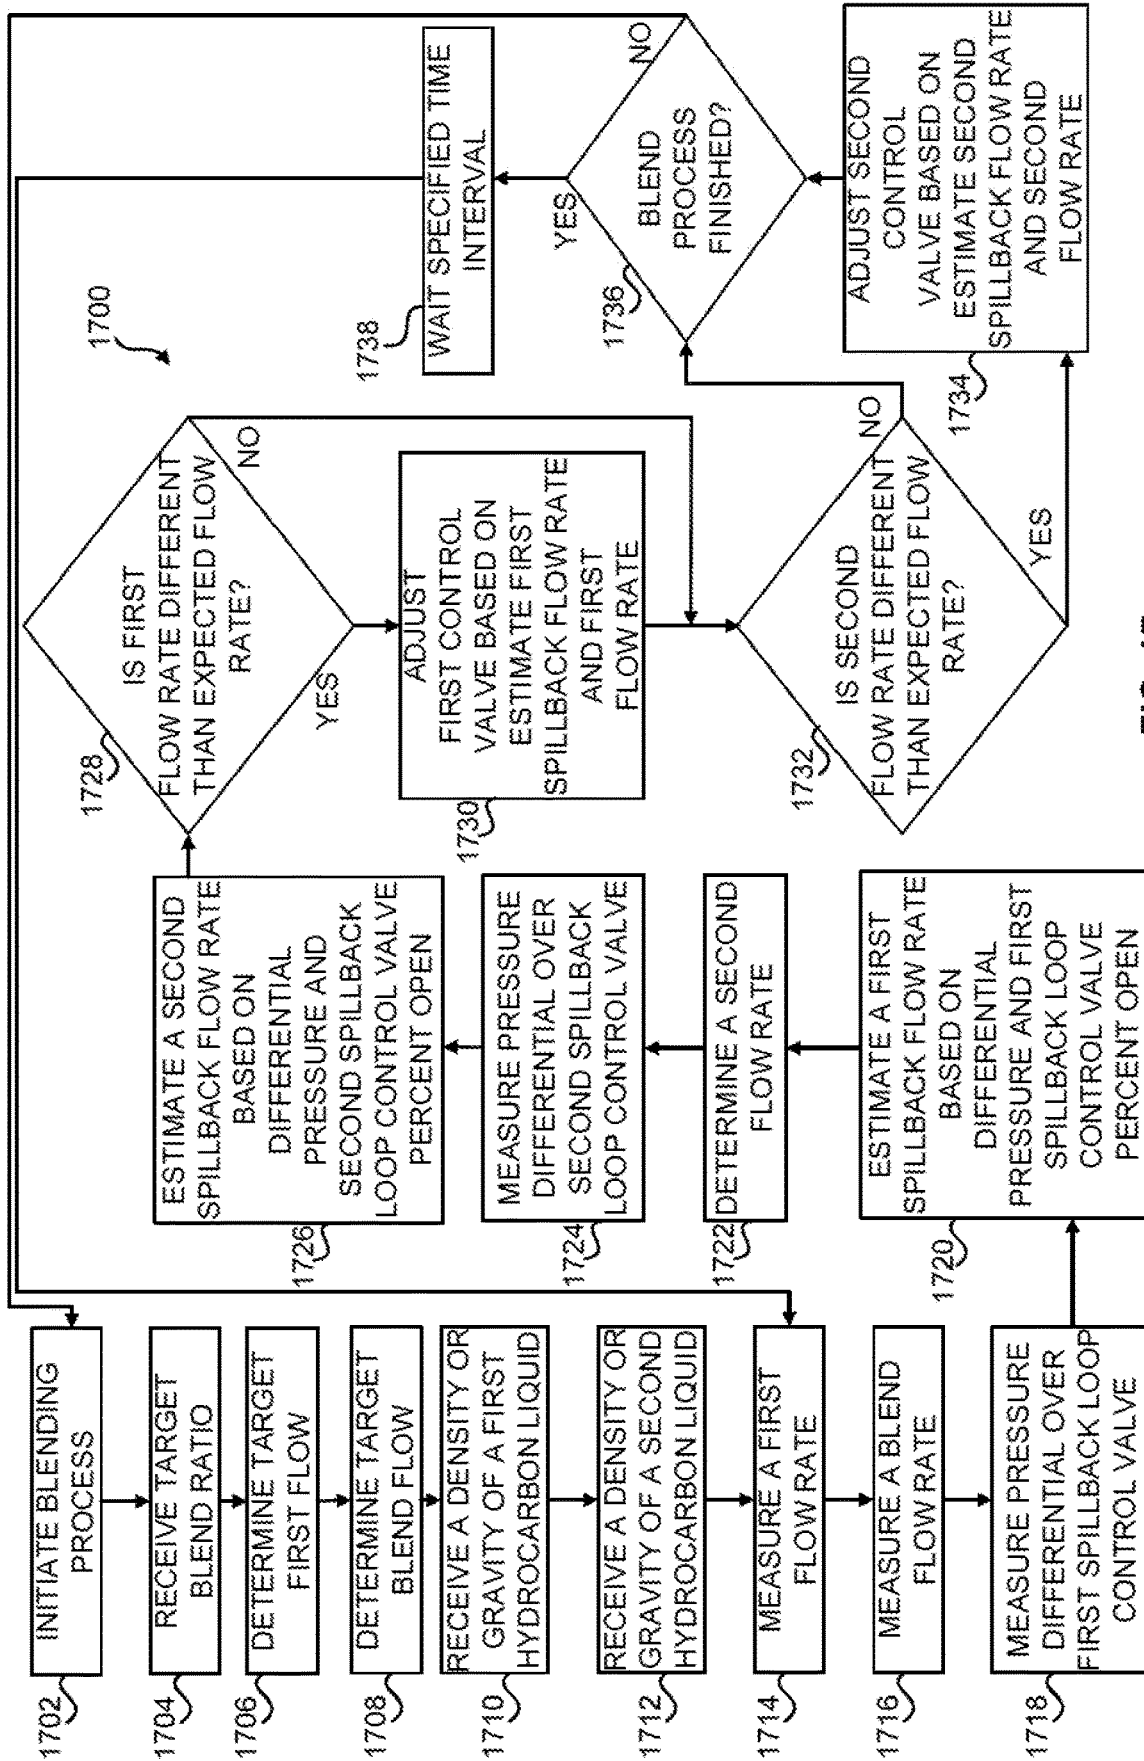 1700
1702
INITIATE BLENDING
PROCESS
1704
RECEIVE TARGET
BLEND RATIO
1706
DETERMINE TARGET
FIRST FLOW
1708
DETERMINE TARGET
BLEND FLOW
1710
RECEIVE A DENSITY OR
GRAVITY OF A FIRST
HYDROCARBON LIQUID
1712
RECEIVE A DENSITY OR
GRAVITY OF A SECOND
HYDROCARBON LIQUID
1714
MEASURE A FIRST
FLOW RATE
1716
MEASURE A BLEND
FLOW RATE
1718
MEASURE PRESSURE
DIFFERENTIAL OVER
FIRST SPILLBACK LOOP
CONTROL VALVE
1720
ESTIMATE A FIRST
SPILLBACK FLOW RATE
BASED ON
DIFFERENTIAL
PRESSURE AND FIRST
SPILLBACK LOOP
CONTROL VALVE
PERCENT OPEN
1722
DETERMINE A SECOND
FLOW RATE
1724
MEASURE PRESSURE
DIFFERENTIAL OVER
SECOND SPILLBACK
LOOP CONTROL VALVE
1726
ESTIMATE A SECOND
SPILLBACK FLOW RATE
BASED ON
DIFFERENTIAL
PRESSURE AND
SECOND SPILLBACK
LOOP CONTROL VALVE
PERCENT OPEN
1728
IS FIRST
FLOW RATE DIFFERENT
THAN EXPECTED FLOW
RATE?
NO
YES
1730
ADJUST
FIRST CONTROL
VALVE BASED ON
ESTIMATE FIRST
SPILLBACK FLOW RATE
AND FIRST
FLOW RATE
1732
IS SECOND
FLOW RATE DIFFERENT
THAN EXPECTED FLOW
RATE?
NO
YES
1734
ADJUST SECOND
CONTROL
VALVE BASED ON
ESTIMATE SECOND
SPILLBACK FLOW RATE
AND SECOND
FLOW RATE
1736
BLEND
PROCESS
FINISHED?
NO
YES
1738
WAIT SPECIFIED TIME
INTERVAL